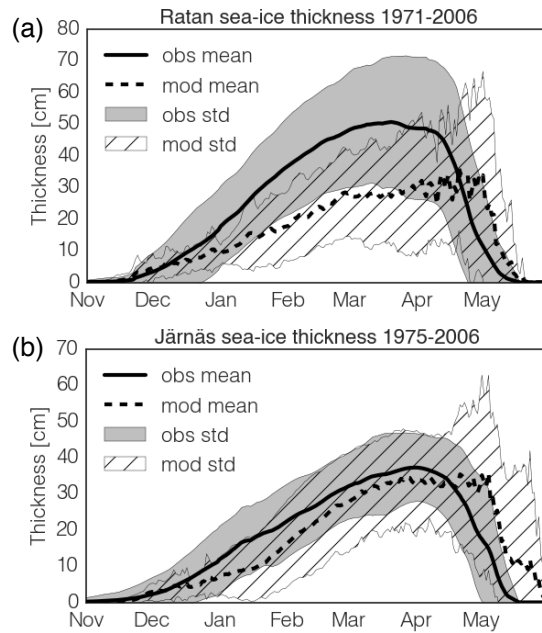 (a)
Ratan sea-ice thickness 1971-2006
Thickness [cm]
80
70
60
50
40
30
20
10
0
obs mean
mod mean
obs std
mod std
Nov Dec Jan Feb Mar Apr May
(b)
Järnäs sea-ice thickness 1975-2006
Thickness [cm]
70
60
50
40
30
20
10
0
obs mean
mod mean
obs std
mod std
Nov Dec Jan Feb Mar Apr May